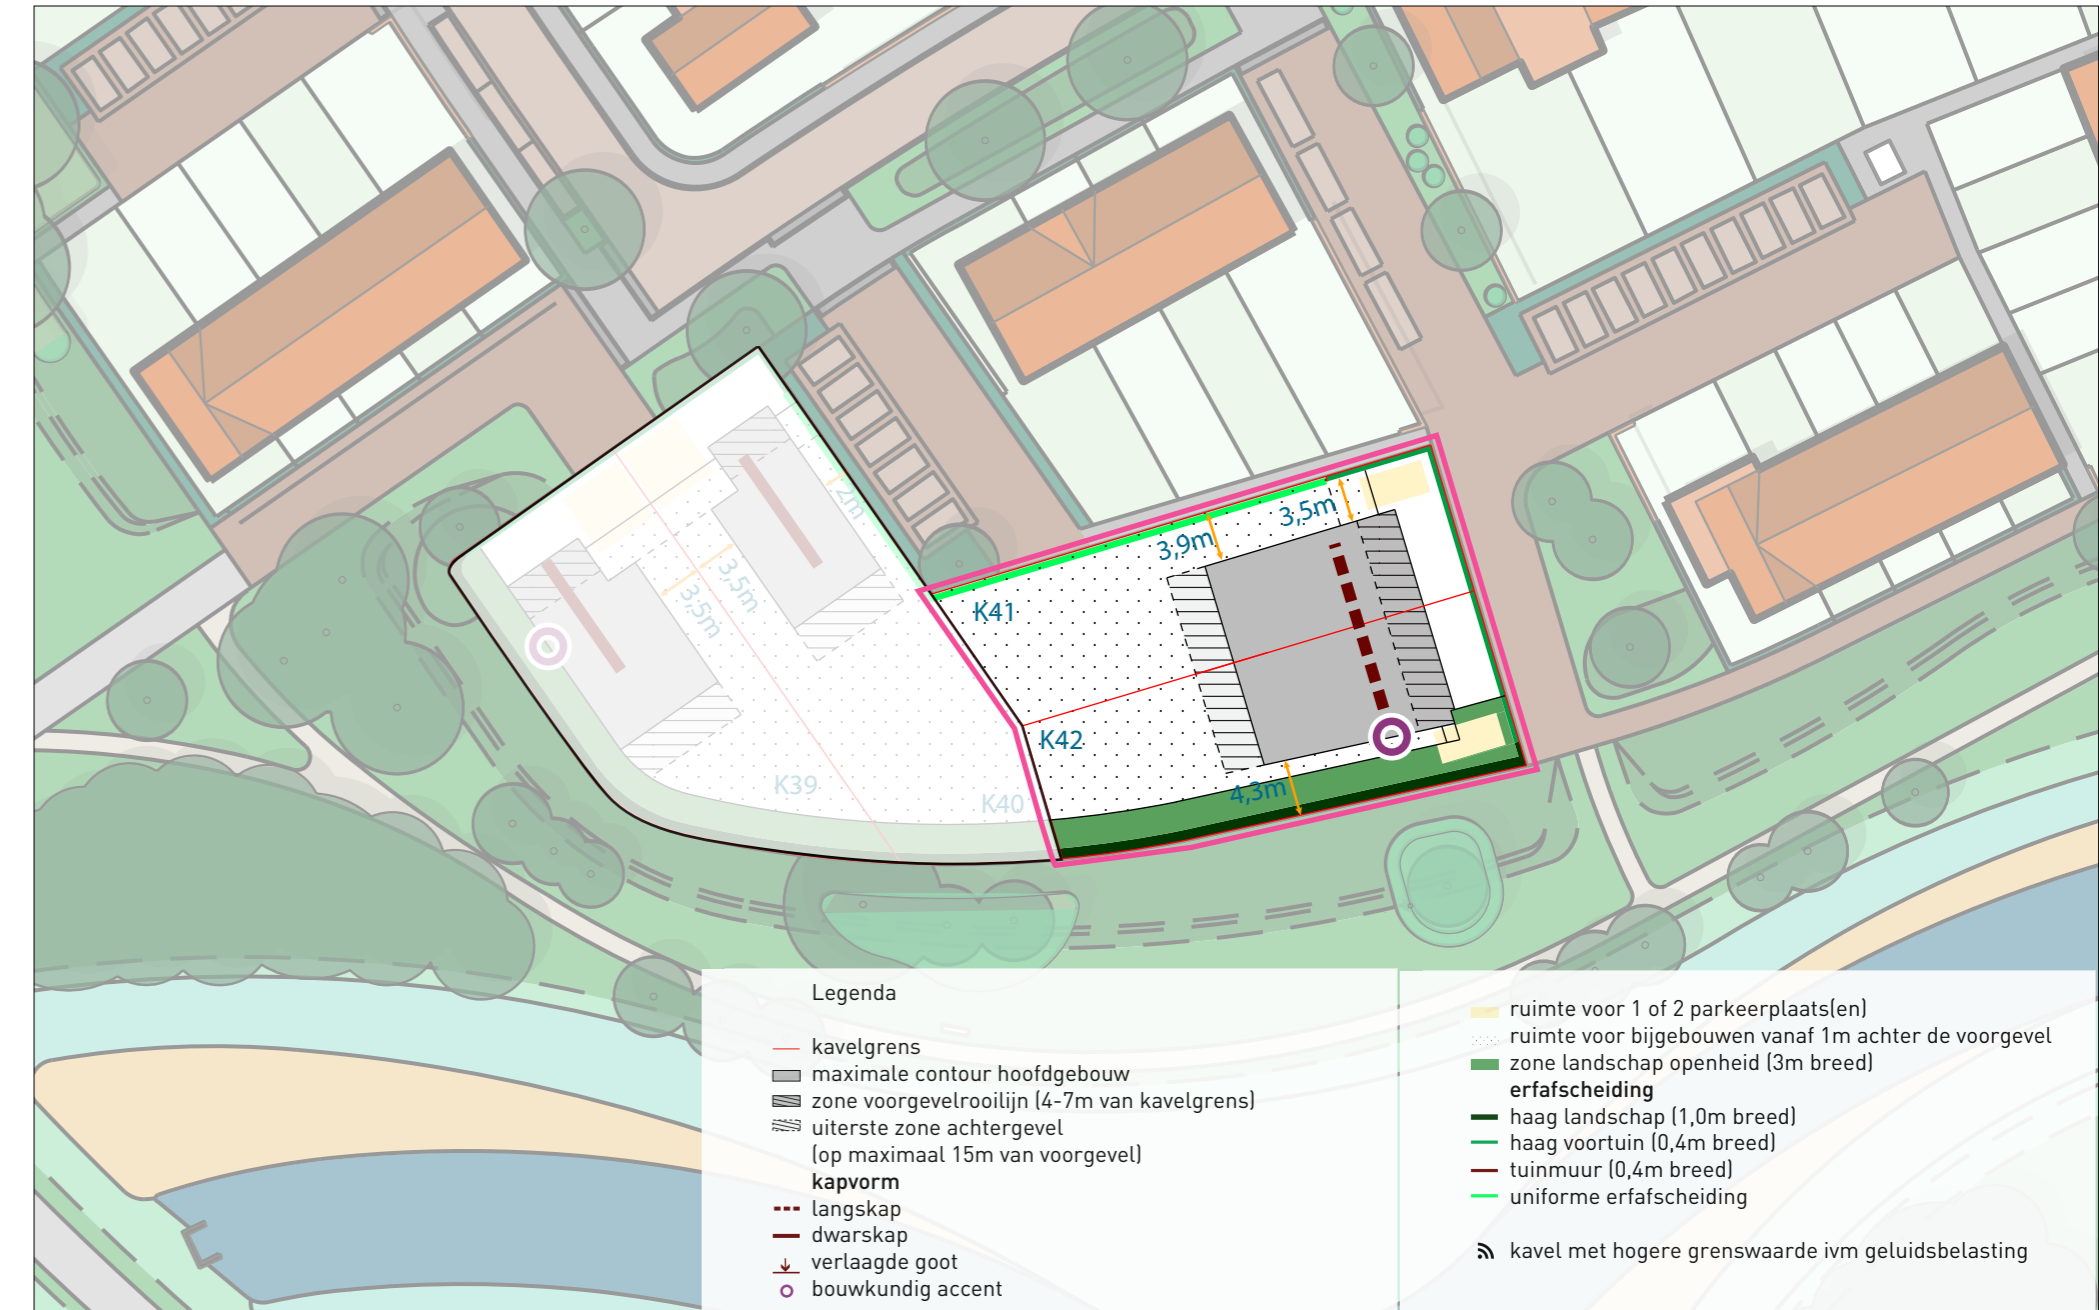 2m
3,5m
3,5m
3,5m
3,9m
K41
K42
4,3m
K39
K40
Legenda
kavelgrens
maximale contour hoofdgebouw
zone voorgevelrooilijn (4-7m van kavelgrens)
uiterste zone achtergevel
(op maximaal 15m van voorgevel)
kapvorm
langskap
dwarskap
verlaagde goot
bouwkundig accent
ruimte voor 1 of 2 parkeerplaats(en)
ruimte voor bijgebouwen vanaf 1m achter de voorgevel
zone landschap openheid (3m breed)
erfafscheiding
haag landschap (1,0m breed)
haag voortuin (0,4m breed)
tuinmuur (0,4m breed)
uniforme erfafscheiding
kavel met hogere grenswaarde ivm geluidsbelasting